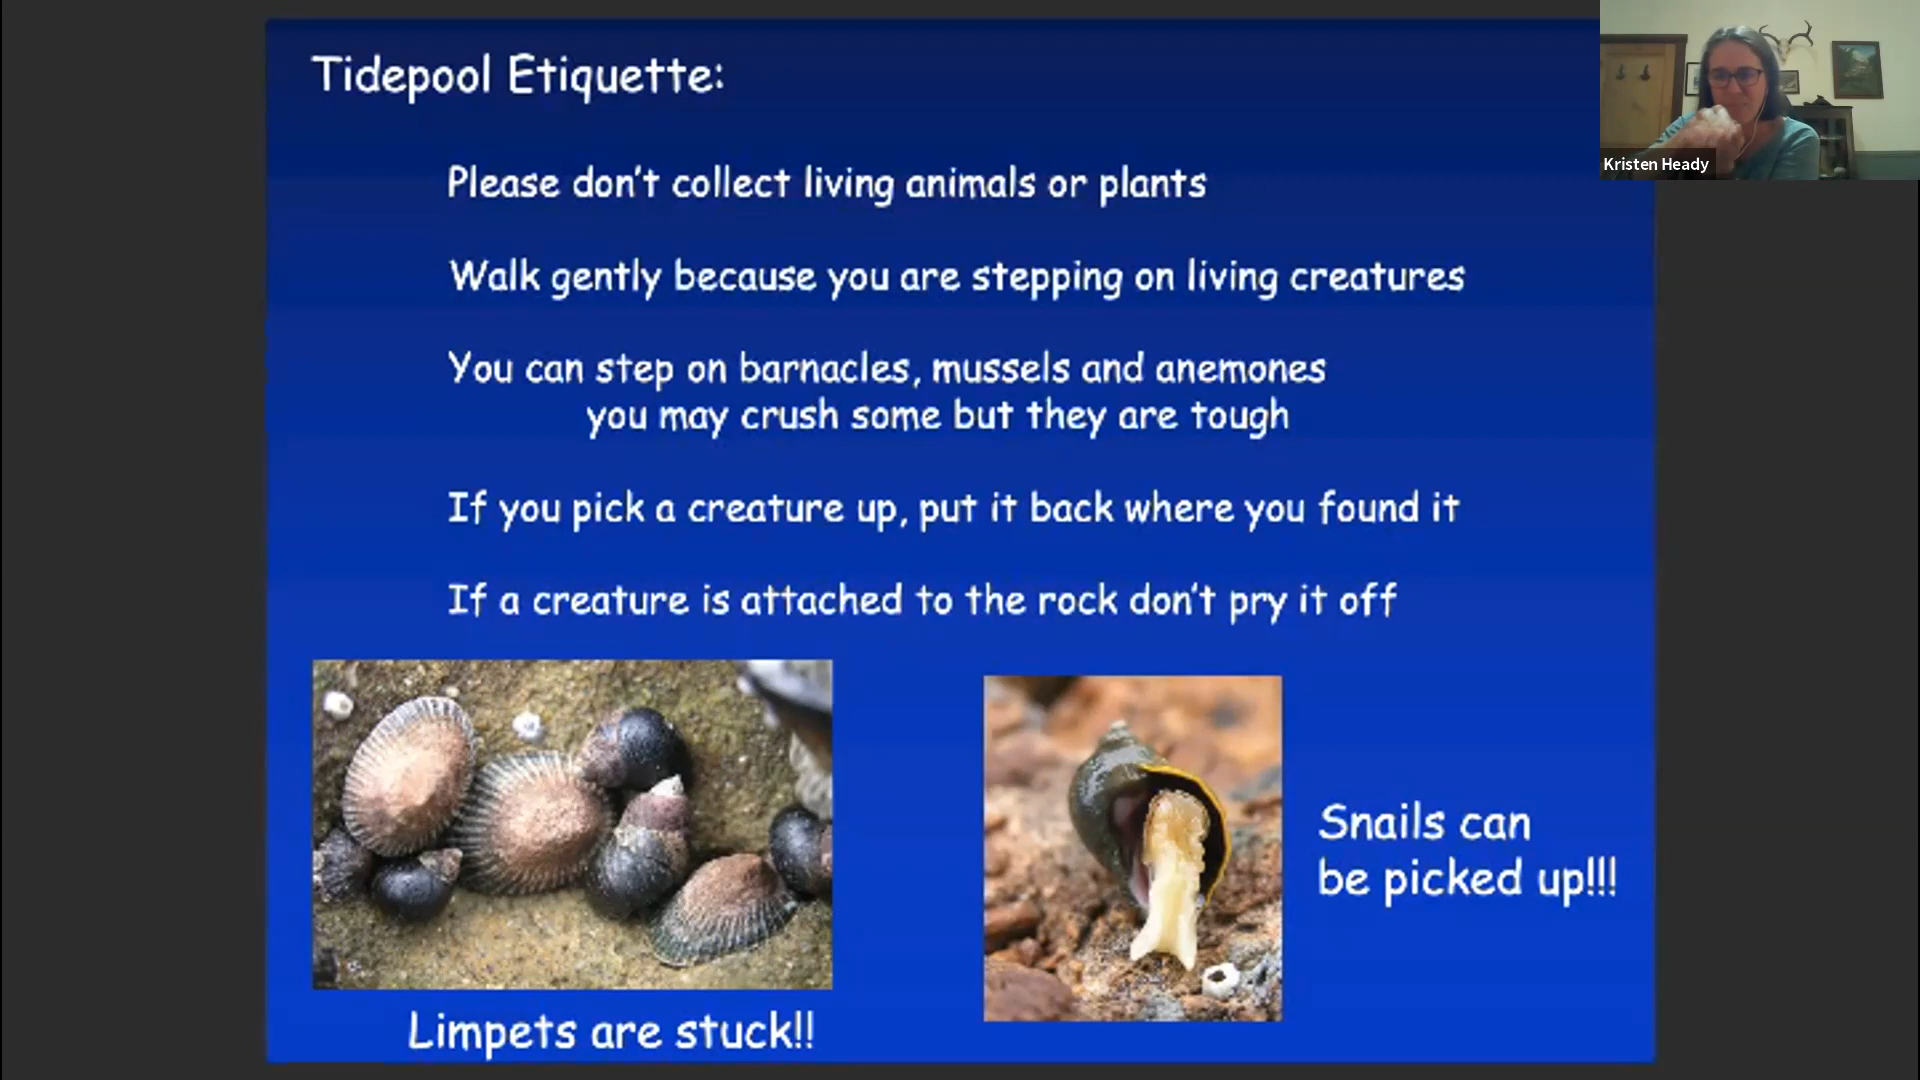 Tidepool Etiquette:
Please don't collect living animals or plants
Walk gently because you are stepping on living creatures
You can step on barnacles, mussels and anemones
you may crush some but they are tough
If you pick a creature up, put it back where you found it
If a creature is attached to the rock don't pry it off
Limpets are stuck!!
Snails can
be picked up!!!
Kristen Heady